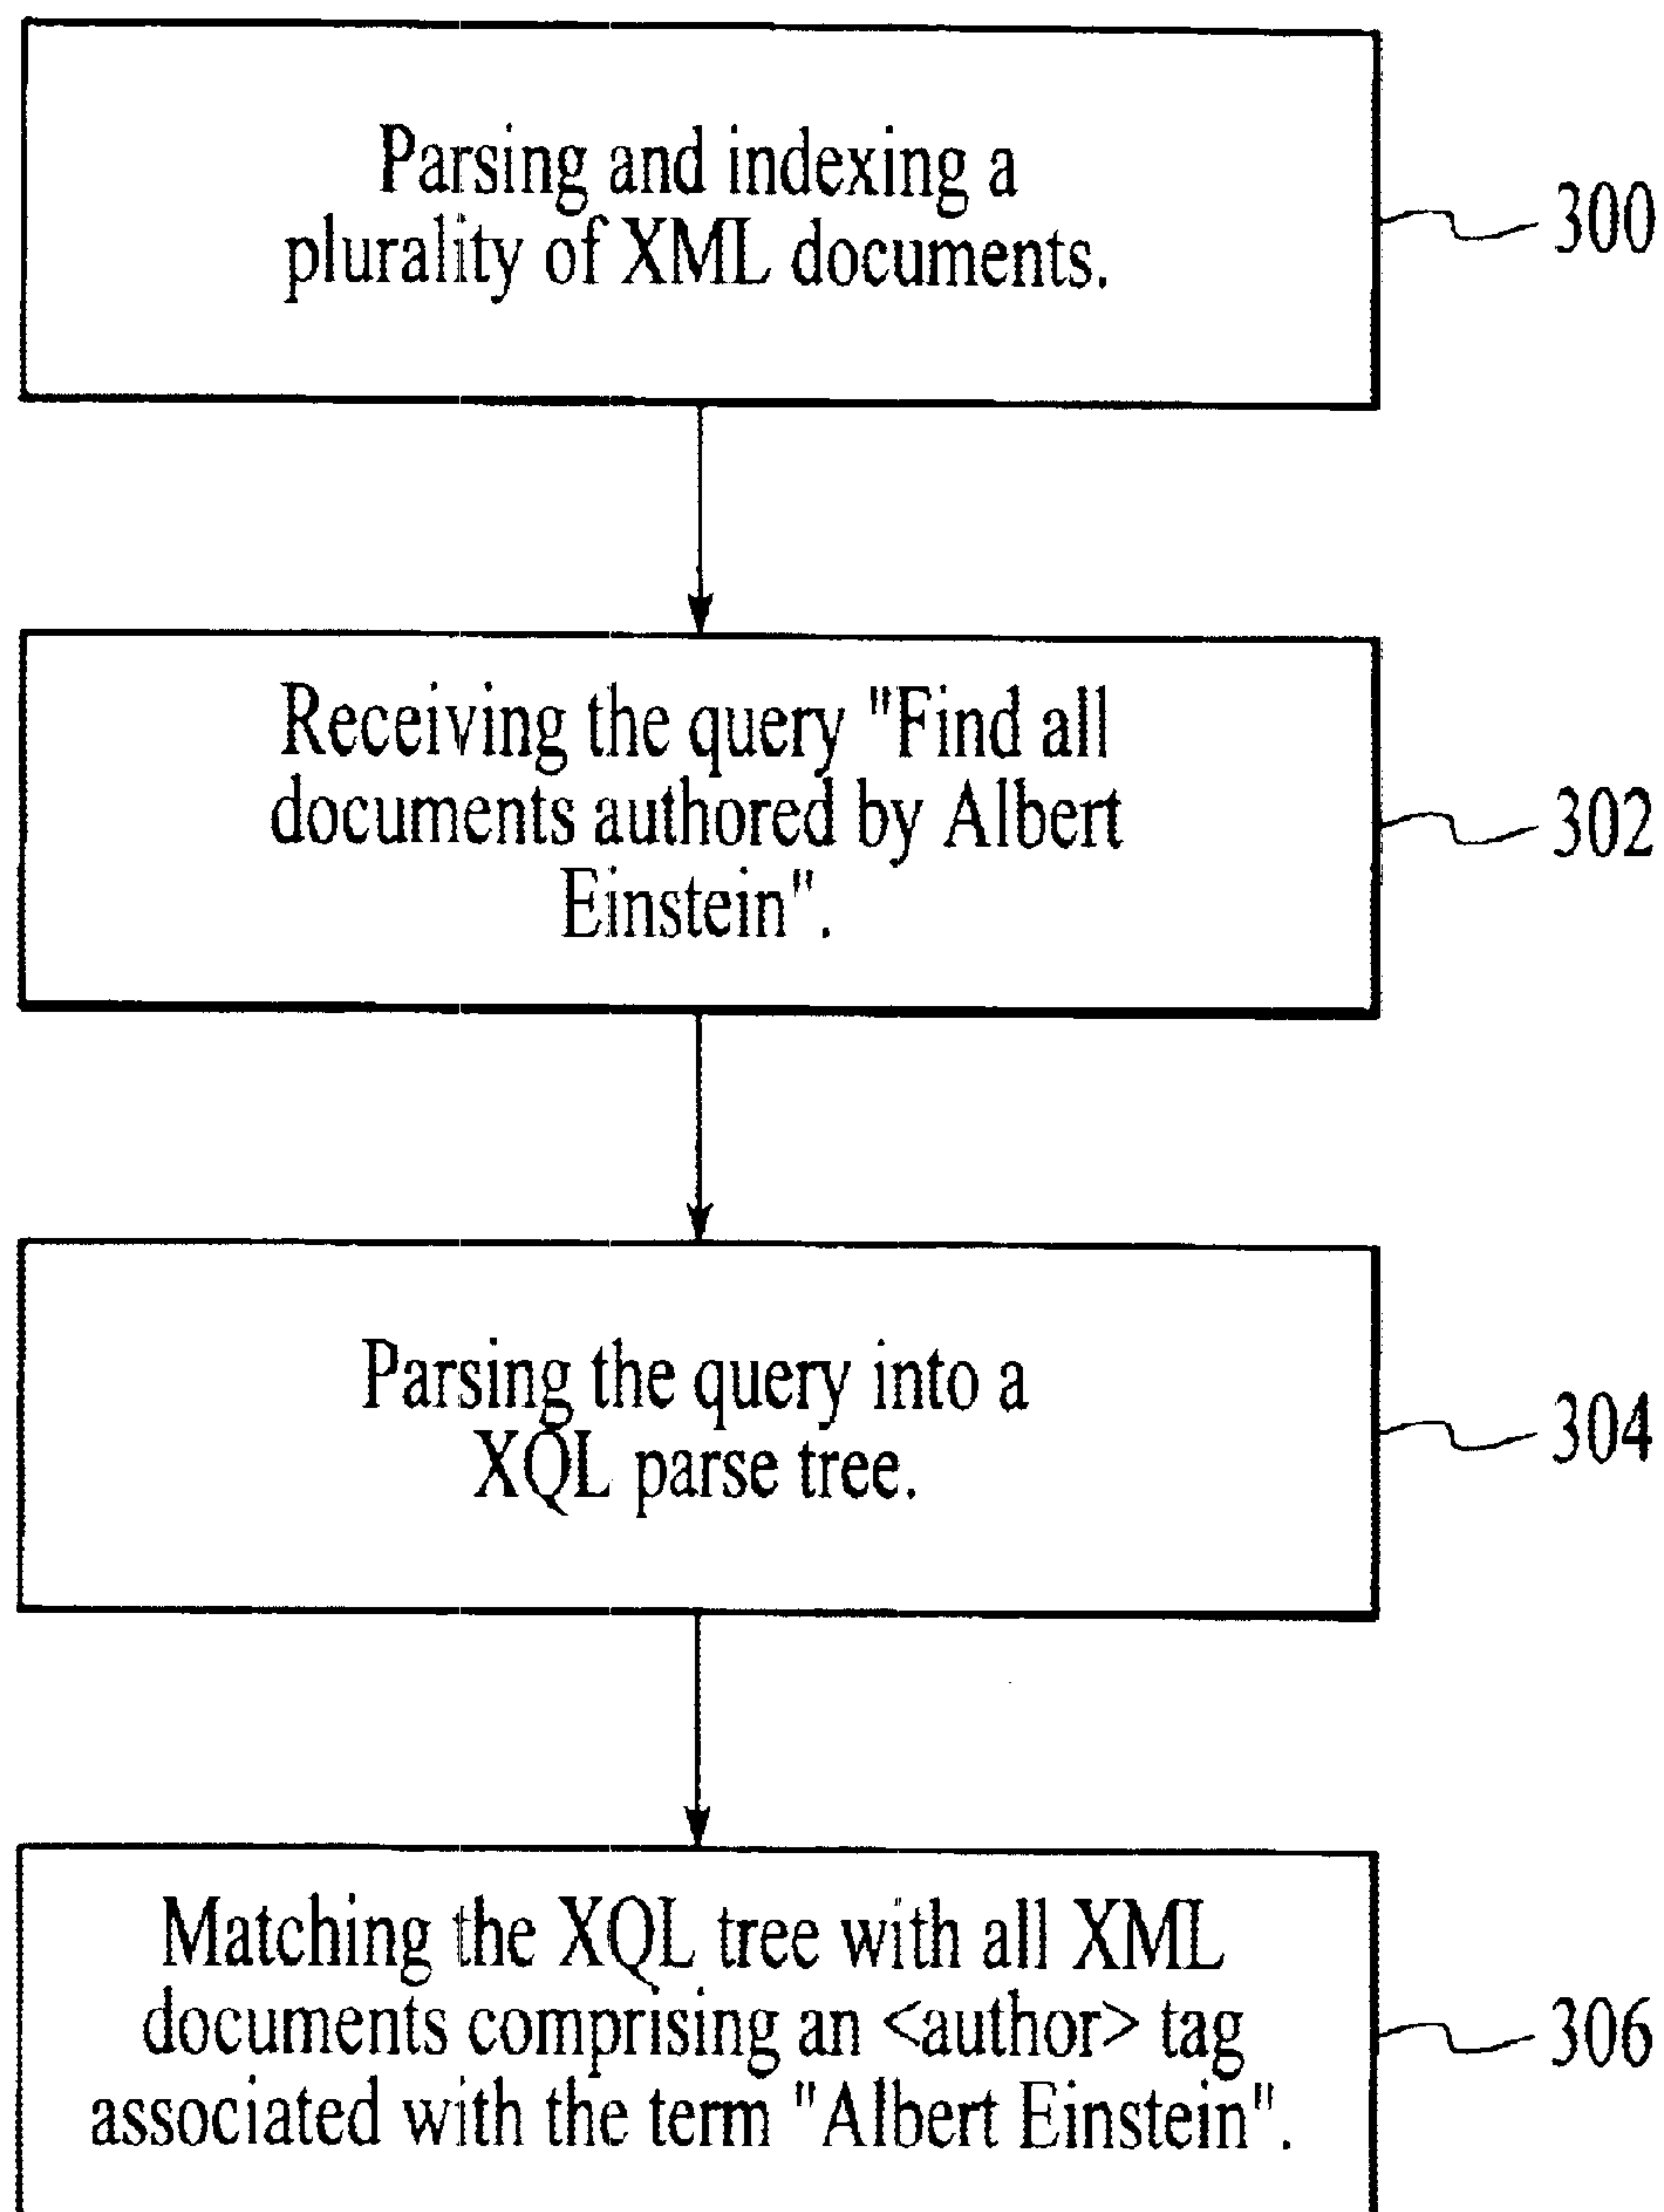 Parsing and indexing a
plurality of XML documents.
300
Receiving the query "Find all
documents authored by Albert
Einstein".
302
Parsing the query into a
XQL parse tree.
304
Matching the XQL tree with all XML
documents comprising an <author> tag
associated with the term "Albert Einstein".
306